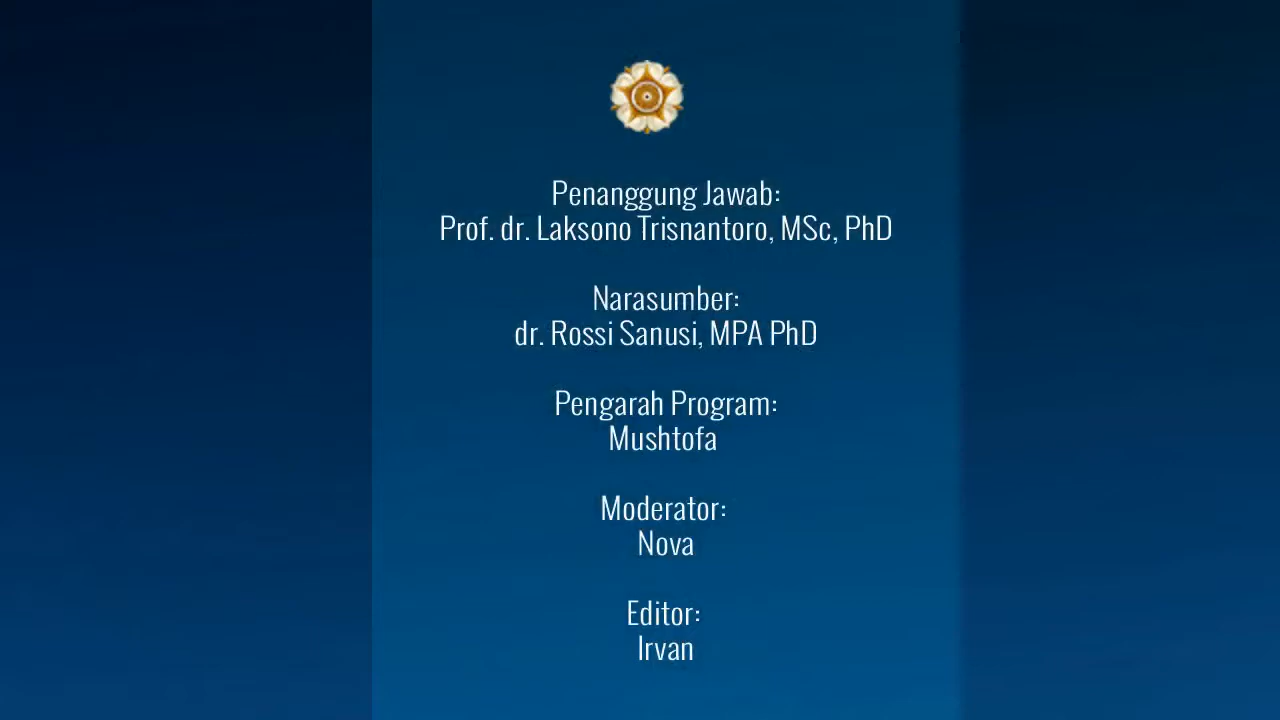 Penanggung Jawab:
Prof. dr. Laksono Trisnantoro, MSc, PhD
Narasumber:
dr. Rossi Sanusi, MPA PhD
Pengarah Program:
Mushtofa
Moderator:
Nova
Editor:
Irvan